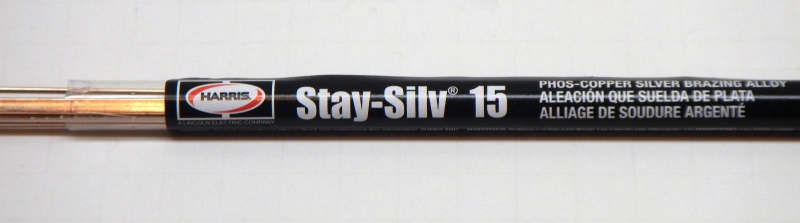 HARRIS
A LINCOLN ELECTRIC COMPANY
Stay-Silv® 15
PHOS-COPPER SILVER BRAZING ALLOY
ALEACIÓN QUE SUELDA DE PLATA
ALLIAGE DE SOUDURE ARGENTÉ